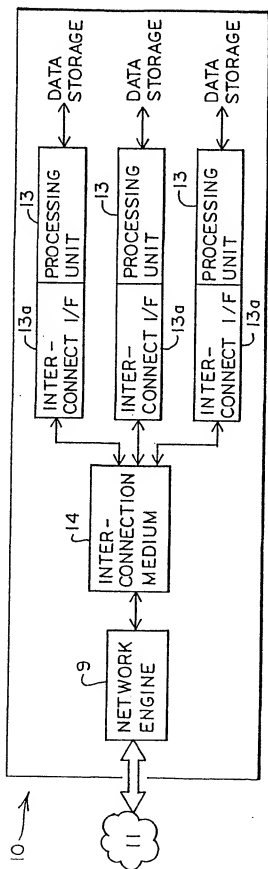 10
11
9
NETWORK
ENGINE
14
INTER-
CONNECTION
MEDIUM
13a
INTER-
CONNECT I/F
13
PROCESSING
UNIT
DATA
STORAGE
INTER-
CONNECT I/F
13a
13
PROCESSING
UNIT
DATA
STORAGE
INTER-
CONNECT I/F
13a
13
PROCESSING
UNIT
DATA
STORAGE